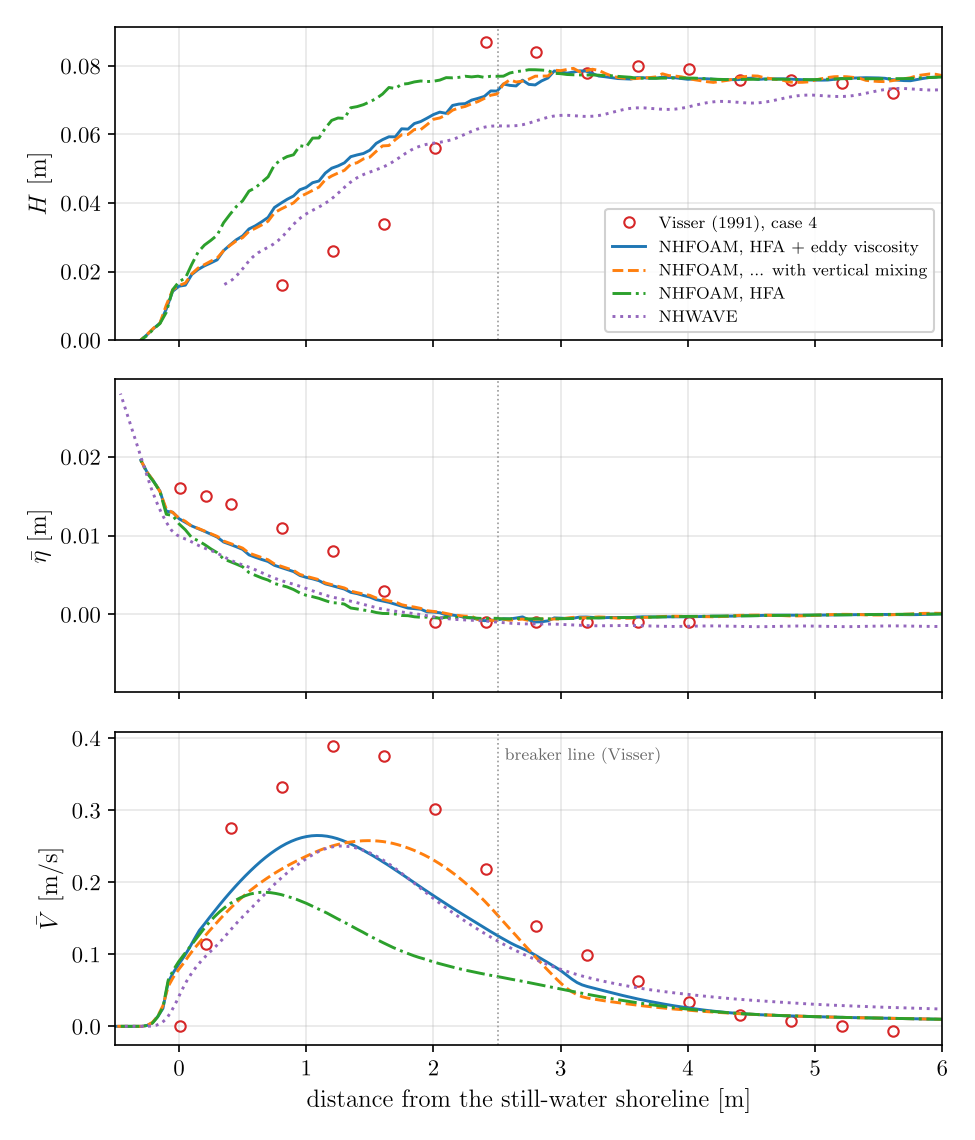 0.08
0.06
0.04
0.02
0.00
H [m]
Visser (1991), case 4
NHFOAM, HFA + eddy viscosity
NHFOAM, ... with vertical mixing
NHFOAM, HFA
NHWAVE
0.02
0.01
0.00
η̄ [m]
0.4
0.3
0.2
0.1
0.0
V̄ [m/s]
breaker line (Visser)
0 1 2 3 4 5 6
distance from the still-water shoreline [m]